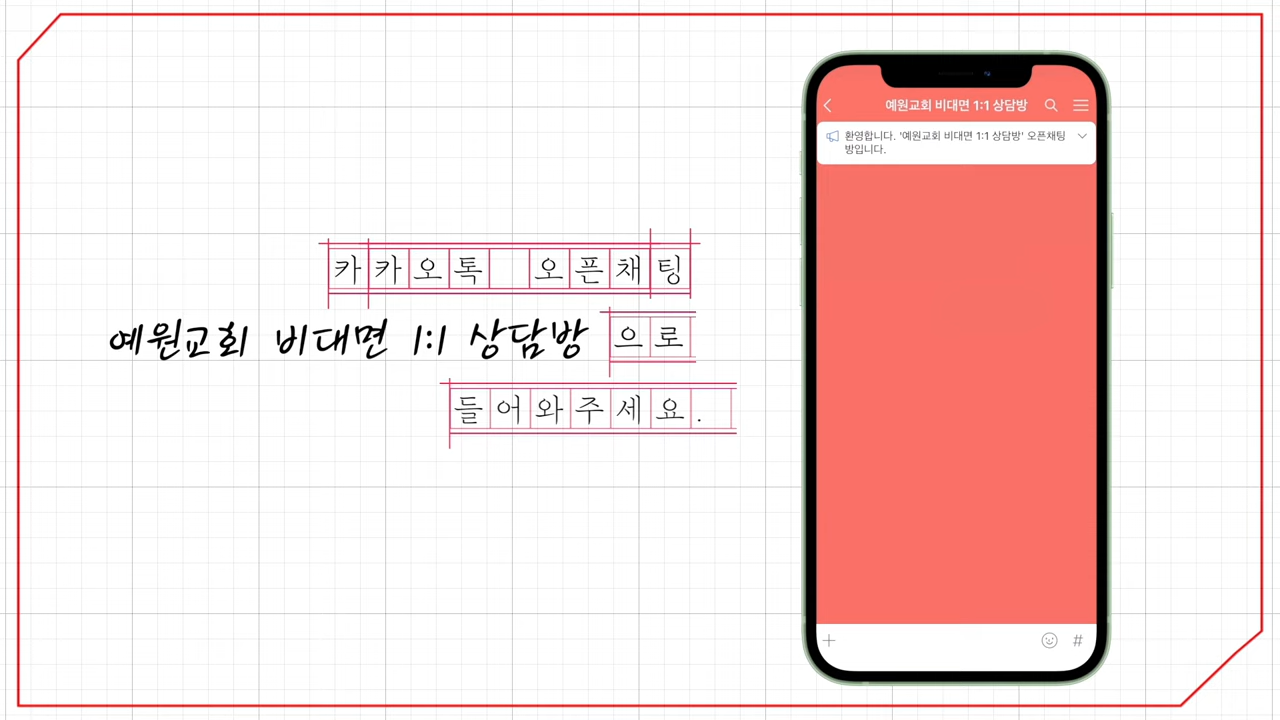 카카오톡 오픈채팅
예원교회 비대면 1:1 상담방으로
들어와주세요.
예원교회 비대면 1:1 상담방
환영합니다. '예원교회 비대면 1:1 상담방' 오픈채팅
방입니다.
#